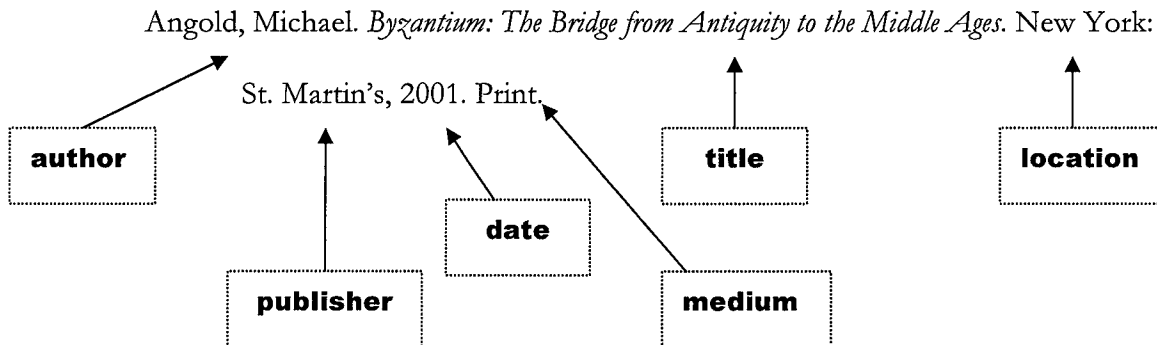 Angold, Michael. Byzantium: The Bridge from Antiquity to the Middle Ages. New York:
St. Martin's, 2001. Print.
author
title
location
date
publisher
medium